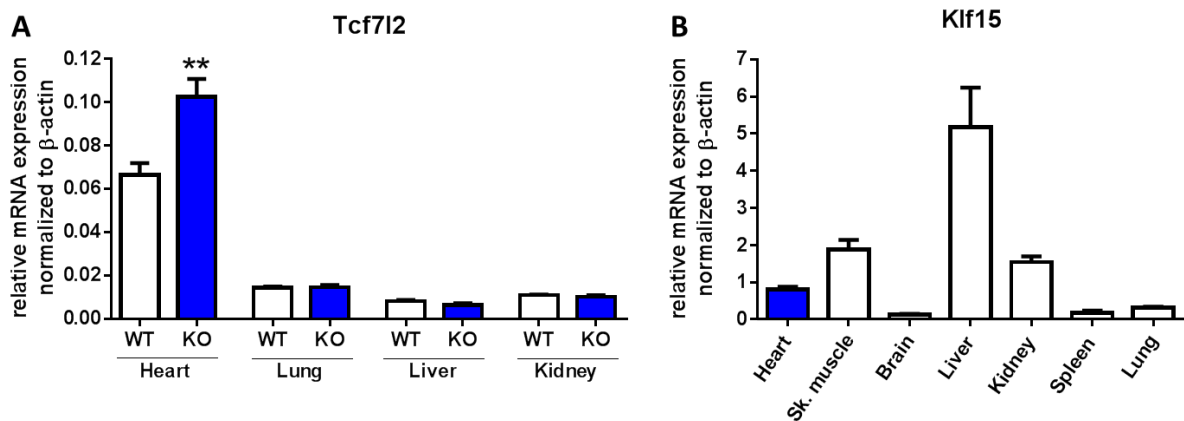 A
Tcf7l2
relative mRNA expression
normalized to β-actin
0.12
0.10
0.08
0.06
0.04
0.02
0.00
**
WT KO WT KO WT KO WT KO
Heart Lung Liver Kidney
B
Klf15
relative mRNA expression
normalized to β-actin
7
6
5
4
3
2
1
0
Heart
Sk. muscle
Brain
Liver
Kidney
Spleen
Lung